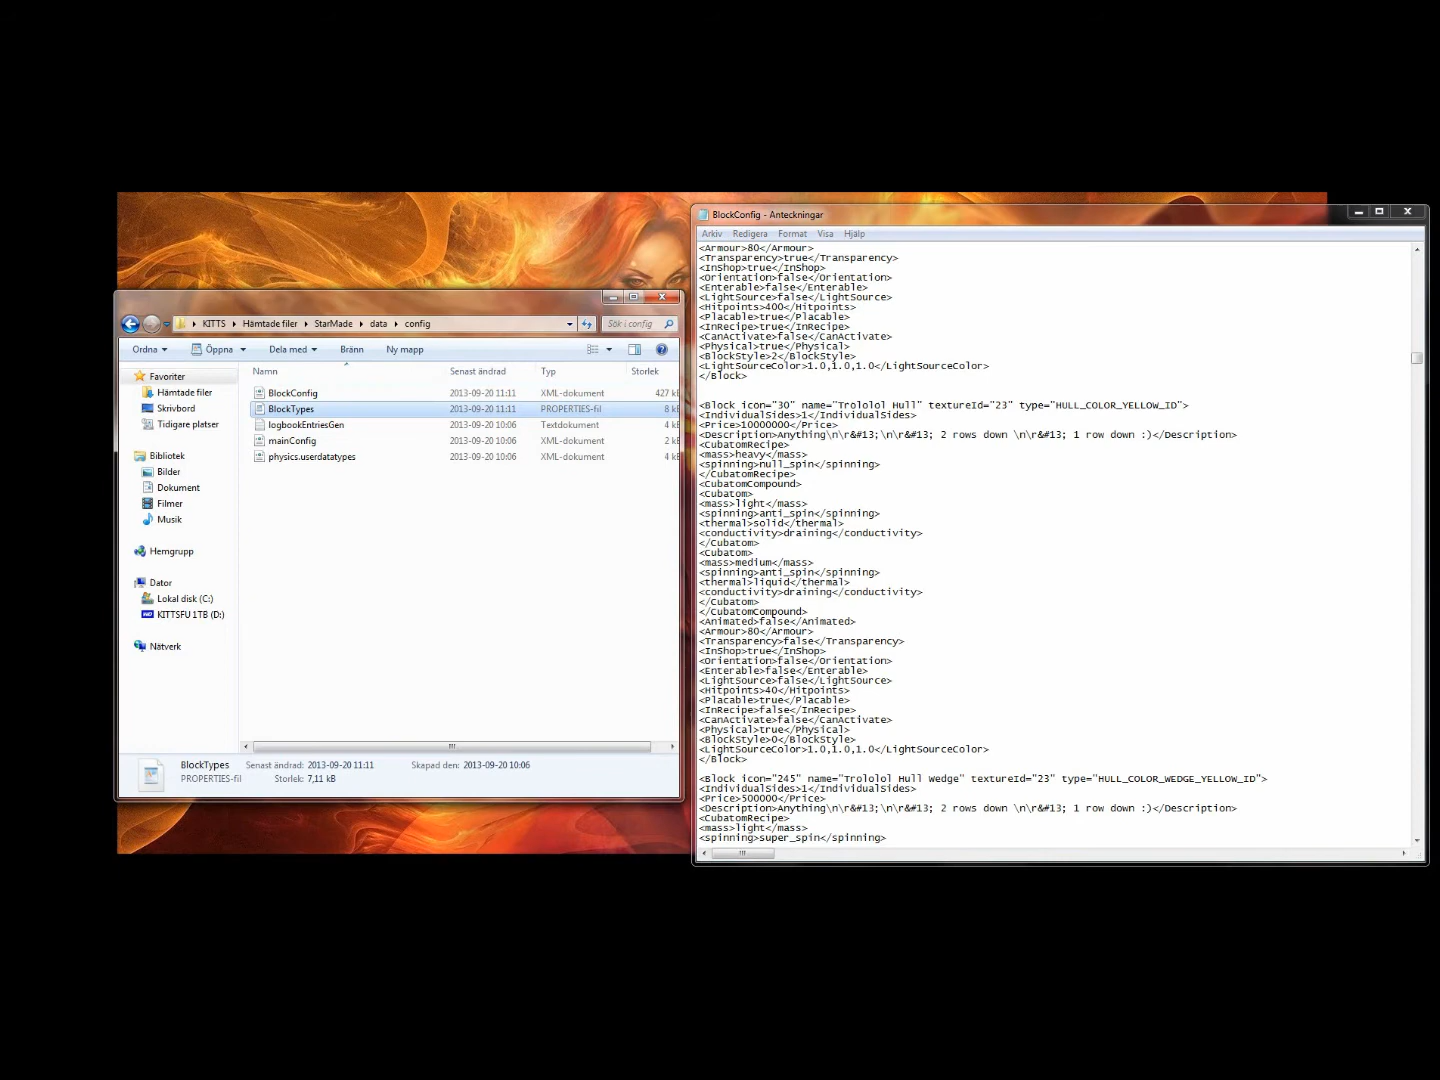 KITTS Hämtade filer StarMade data config
Sök i config
Ordna Öppna Dela med Bränn Ny mapp
Namn Senast ändrad Typ Storlek
Favoriter
Hämtade filer
Skrivbord
Tidigare platser
Bibliotek
Bilder
Dokument
Filmer
Musik
Hemgrupp
Dator
Lokal disk (C:)
KITTSFU 1TB (D:)
Nätverk
BlockConfig 2013-09-20 11:11 XML-dokument 427 kB
BlockTypes 2013-09-20 11:11 PROPERTIES-fil 8 kB
logbookEntriesGen 2013-09-20 10:06 Textdokument 4 kB
mainConfig 2013-09-20 10:06 XML-dokument 2 kB
physics.userdatatypes 2013-09-20 10:06 XML-dokument 4 kB
BlockTypes Senast ändrad: 2013-09-20 11:11 Skapad den: 2013-09-20 10:06
PROPERTIES-fil Storlek: 7,11 kB
BlockConfig - Anteckningar
Arkiv Redigera Format Visa Hjälp
<Armour>80</Armour>
<Transparency>true</Transparency>
<InShop>true</InShop>
<Orientation>false</Orientation>
<Enterable>false</Enterable>
<LightSource>false</LightSource>
<Hitpoints>400</Hitpoints>
<Placable>true</Placable>
<InRecipe>true</InRecipe>
<CanActivate>false</CanActivate>
<Physical>true</Physical>
<BlockStyle>2</BlockStyle>
<LightSourceColor>1.0,1.0,1.0</LightSourceColor>
</Block>
<Block icon="30" name="Trololol Hull" textureId="23" type="HULL_COLOR_YELLOW_ID">
<IndividualSides>1</IndividualSides>
<Price>10000000</Price>
<Description>Anything\n\r&#13;\n\r&#13; 2 rows down \n\r&#13; 1 row down :)</Description>
<CubatomRecipe>
<mass>heavy</mass>
<spinning>null_spin</spinning>
</CubatomRecipe>
<CubatomCompound>
<Cubatom>
<mass>light</mass>
<spinning>anti_spin</spinning>
<thermal>solid</thermal>
<conductivity>draining</conductivity>
</Cubatom>
<Cubatom>
<mass>medium</mass>
<spinning>anti_spin</spinning>
<thermal>liquid</thermal>
<conductivity>draining</conductivity>
</Cubatom>
</CubatomCompound>
<Animated>false</Animated>
<Armour>80</Armour>
<Transparency>false</Transparency>
<InShop>true</InShop>
<Orientation>false</Orientation>
<Enterable>false</Enterable>
<LightSource>false</LightSource>
<Hitpoints>40</Hitpoints>
<Placable>true</Placable>
<InRecipe>false</InRecipe>
<CanActivate>false</CanActivate>
<Physical>true</Physical>
<BlockStyle>0</BlockStyle>
<LightSourceColor>1.0,1.0,1.0</LightSourceColor>
</Block>
<Block icon="245" name="Trololol Hull Wedge" textureId="23" type="HULL_COLOR_WEDGE_YELLOW_ID">
<IndividualSides>1</IndividualSides>
<Price>500000</Price>
<Description>Anything\n\r&#13;\n\r&#13; 2 rows down \n\r&#13; 1 row down :)</Description>
<CubatomRecipe>
<mass>light</mass>
<spinning>super_spin</spinning>